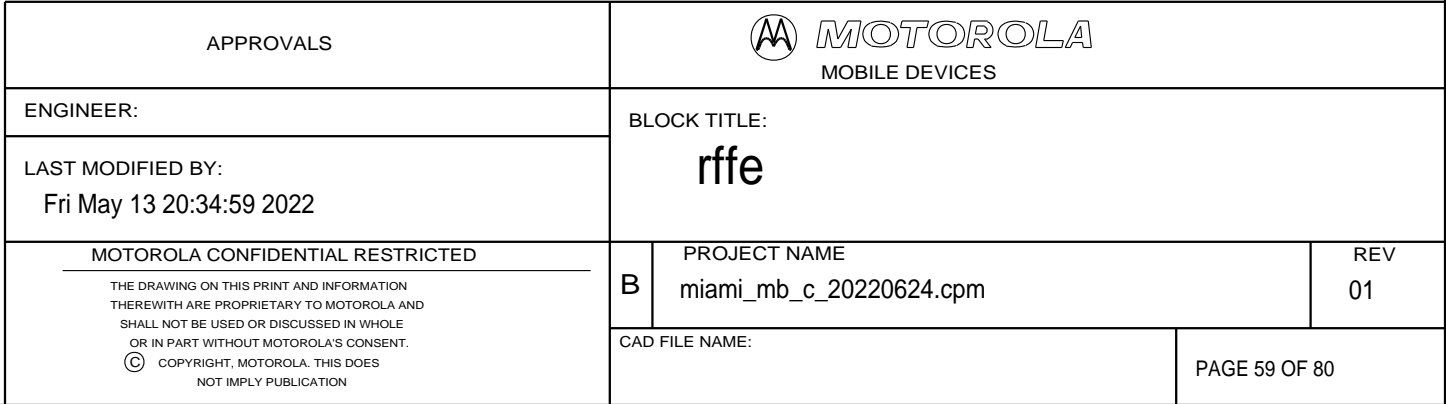 APPROVALS
MOTOROLA
MOBILE DEVICES
ENGINEER:
BLOCK TITLE:
rffe
LAST MODIFIED BY:
Fri May 13 20:34:59 2022
MOTOROLA CONFIDENTIAL RESTRICTED
THE DRAWING ON THIS PRINT AND INFORMATION
THEREWITH ARE PROPRIETARY TO MOTOROLA AND
SHALL NOT BE USED OR DISCUSSED IN WHOLE
OR IN PART WITHOUT MOTOROLA'S CONSENT.
© COPYRIGHT, MOTOROLA. THIS DOES
NOT IMPLY PUBLICATION
B
PROJECT NAME
miami_mb_c_20220624.cpm
REV
01
CAD FILE NAME:
PAGE 59 OF 80